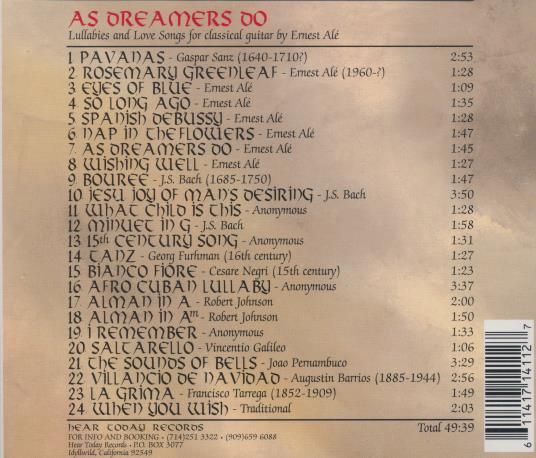 AS DREAMERS DO
Lullabies and Love Songs for classical guitar by Ernest Alé
1 PAVANAS - Gaspar Sanz (1640-1710?) 2:53
2 ROSEMARY GREENLEAF - Ernest Alé (1960-?) 1:28
3 EYES OF BLUE - Ernest Alé 1:09
4 SO LONG AGO - Ernest Alé 1:35
5 SPANISH DEBUSSY - Ernest Alé 1:28
6 NAP IN THEFLOWERS - Ernest Alé 1:47
7 AS DREAMERS DO - Ernest Alé 1:45
8 WISHING WELL - Ernest Alé 1:27
9 BOUREE - J.S. Bach (1685-1750) 1:47
10 JESU JOY OF MAN'S DESIRING - J.S. Bach 3:50
11 WHAT CHILD IS THIS - Anonymous 1:28
12 MINUET IN G - J.S. Bach 1:58
13 15th CENTURY SONG - Anonymous 1:31
14 TANZ - Georg Furhman (16th century) 1:27
15 BIANCO FIORE - Cesare Negri (15th century) 1:23
16 AFRO CUBAN LULLABY - Anonymous 3:37
17 ALMAN IN A - Robert Johnson 2:00
18 ALMAN IN Am - Robert Johnson 1:50
19 I REMEMBER - Anonymous 1:33
20 SALTARELLO - Vincentio Galileo 1:06
21 THE SOUNDS OF BELLS - Joao Pernambuco 3:29
22 VILLANCIO DE NAVIDAD - Augustin Barrios (1885-1944) 2:56
23 LA GRIMA - Francisco Tarrega (1852-1909) 1:49
24 WHEN YOU WISH - Traditional 2:03
HEAR TODAY RECORDS Total 49:39
FOR INFO AND BOOKING • (714)251 3322 • (909)659 6088
Hear Today Records • P.O. BOX 3077
Idyllwild, California 92549
6 11417 14112 7